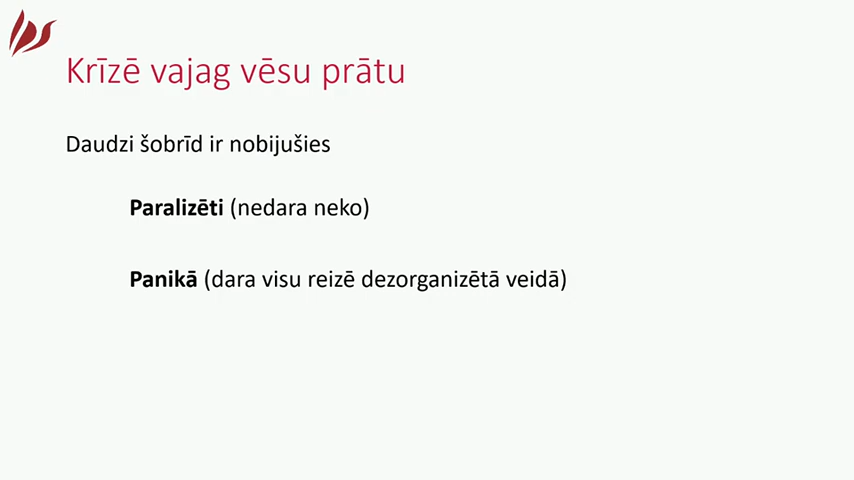 Krīzē vajag vēsu prātu
Daudzi šobrīd ir nobijušies
Paralizēti (nedara neko)
Panikā (dara visu reizē dezorganizētā veidā)